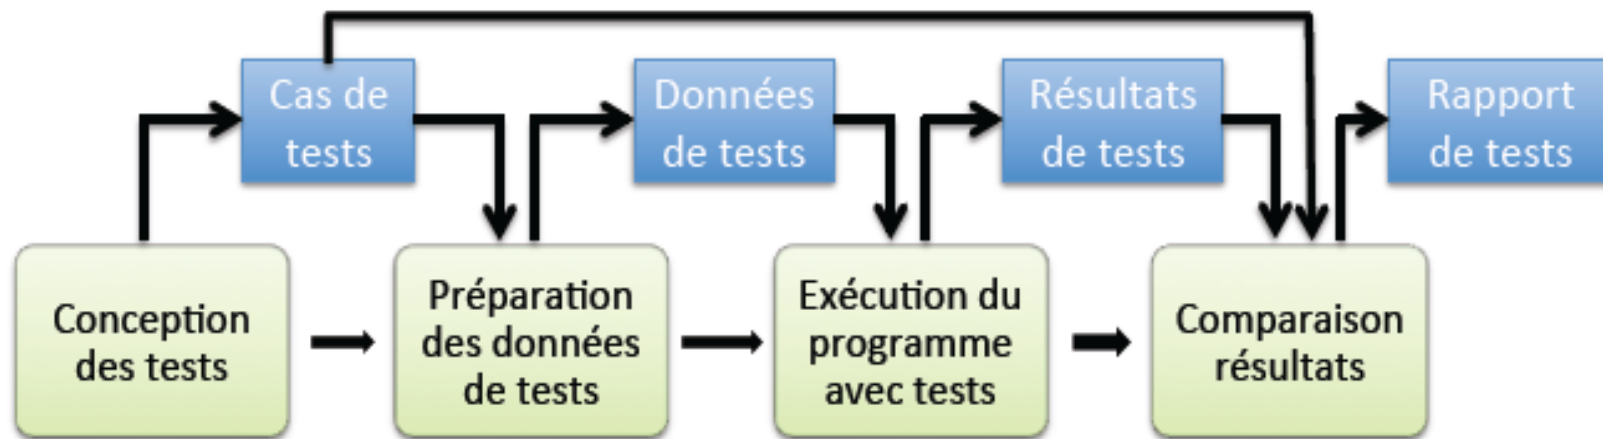 Cas de
tests
Données
de tests
Résultats
de tests
Rapport
de tests
Conception
des tests
Préparation
des données
de tests
Exécution du
programme
avec tests
Comparaison
résultats